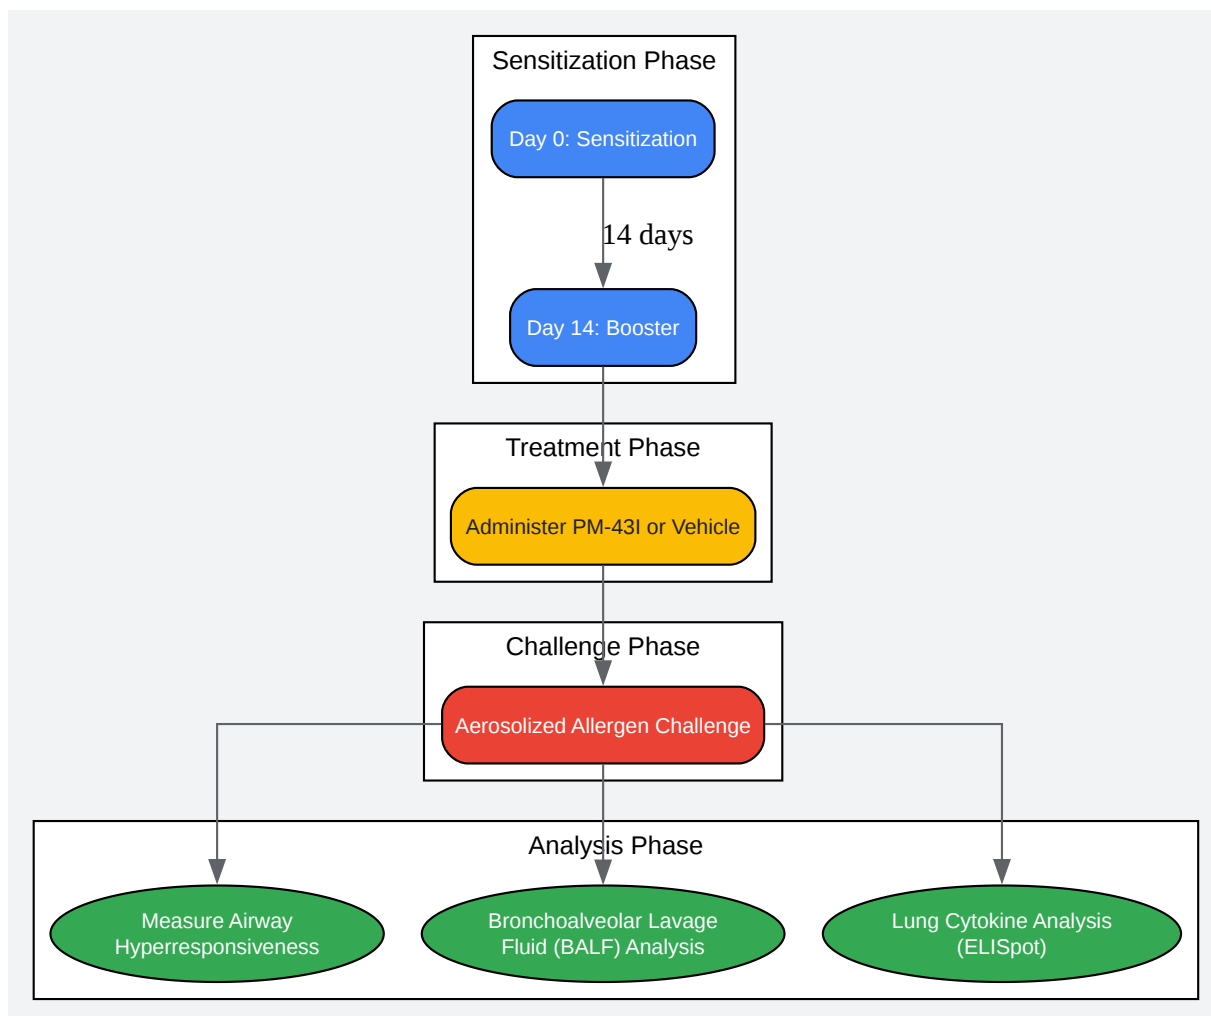 Sensitization Phase
Day 0: Sensitization
14 days
Day 14: Booster
Treatment Phase
Administer PM-43I or Vehicle
Challenge Phase
Aerosolized Allergen Challenge
Analysis Phase
Measure Airway
Hyperresponsiveness
Bronchoalveolar Lavage
Fluid (BALF) Analysis
Lung Cytokine Analysis
(ELISpot)